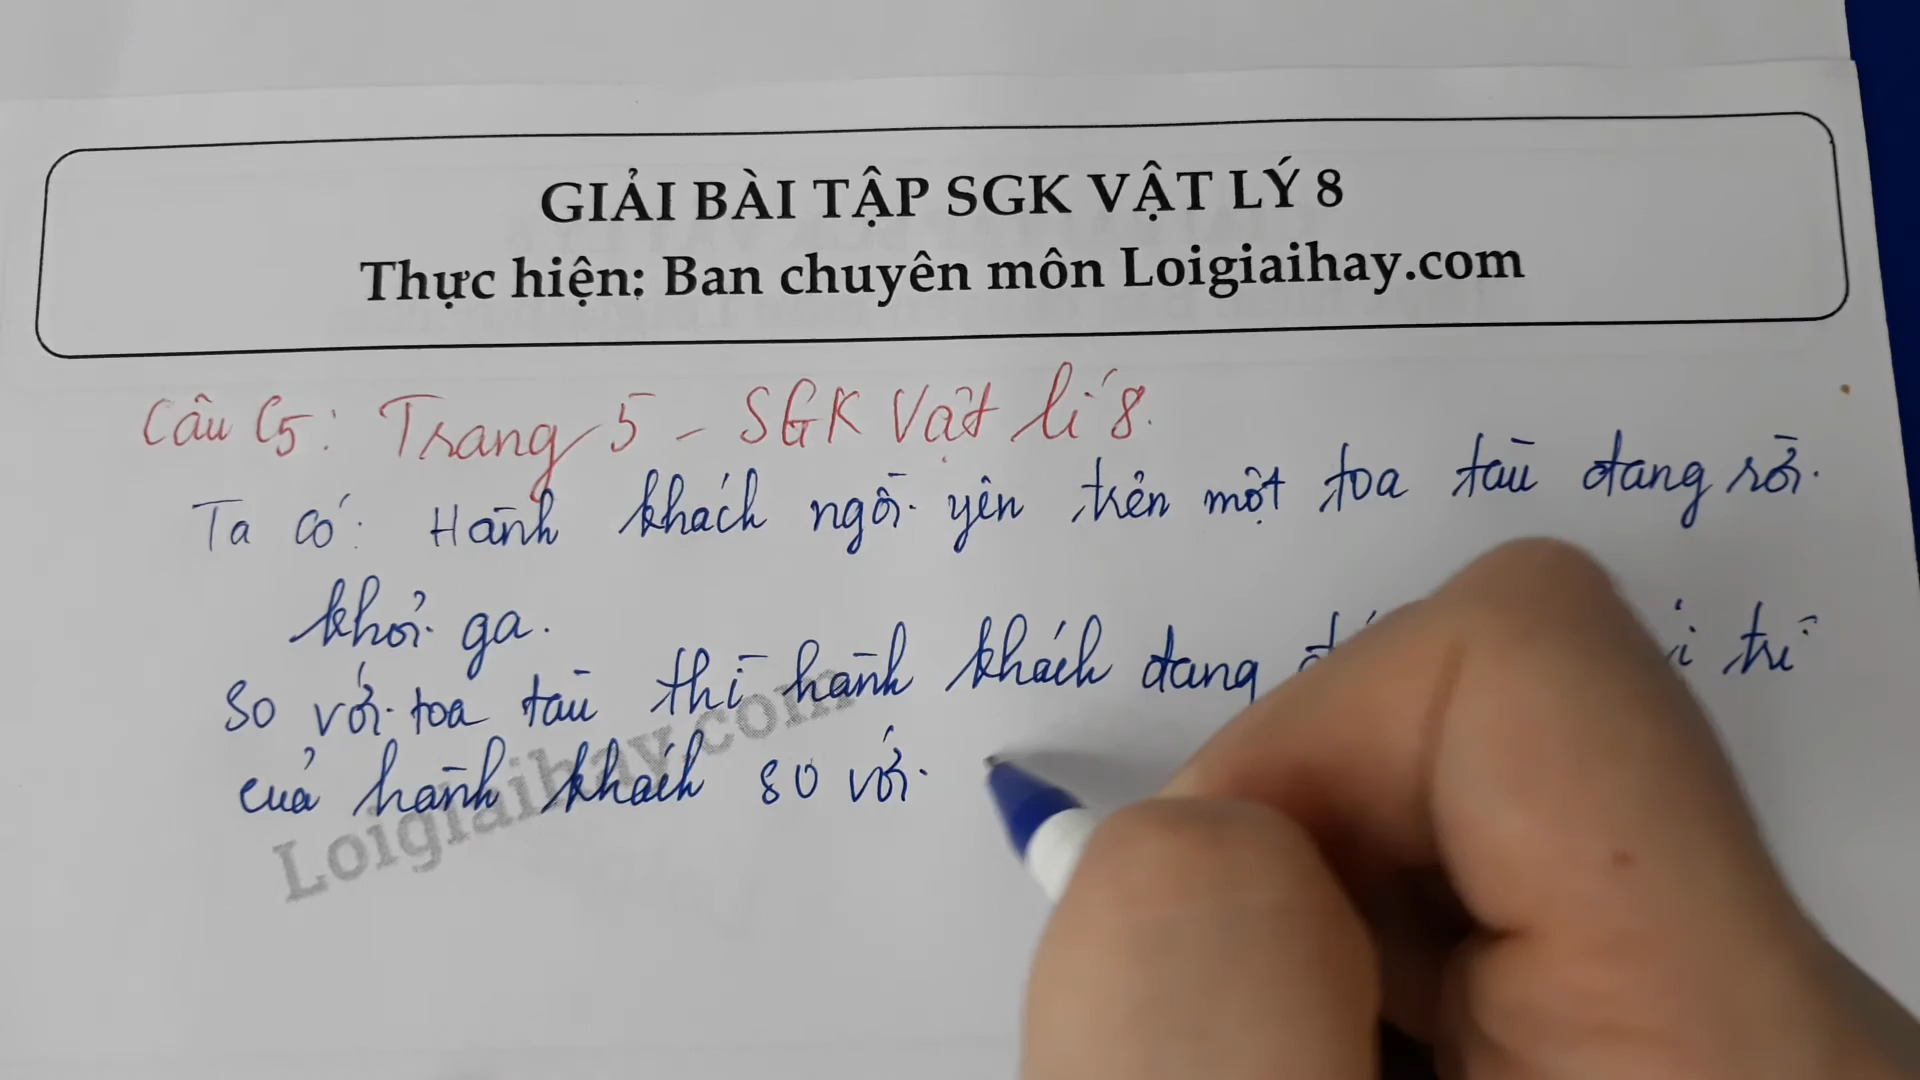 GIẢI BÀI TẬP SGK VẬT LÝ 8
Thực hiện: Ban chuyên môn Loigiaihay.com
Câu C5: Trang 5 - SGK Vật lí 8.
Ta có: Hành khách ngồi yên trên một toa tàu đang rời
khỏi ga.
So với toa tàu thì hành khách đang trí
của hành khách so với
Loigiaihay.com